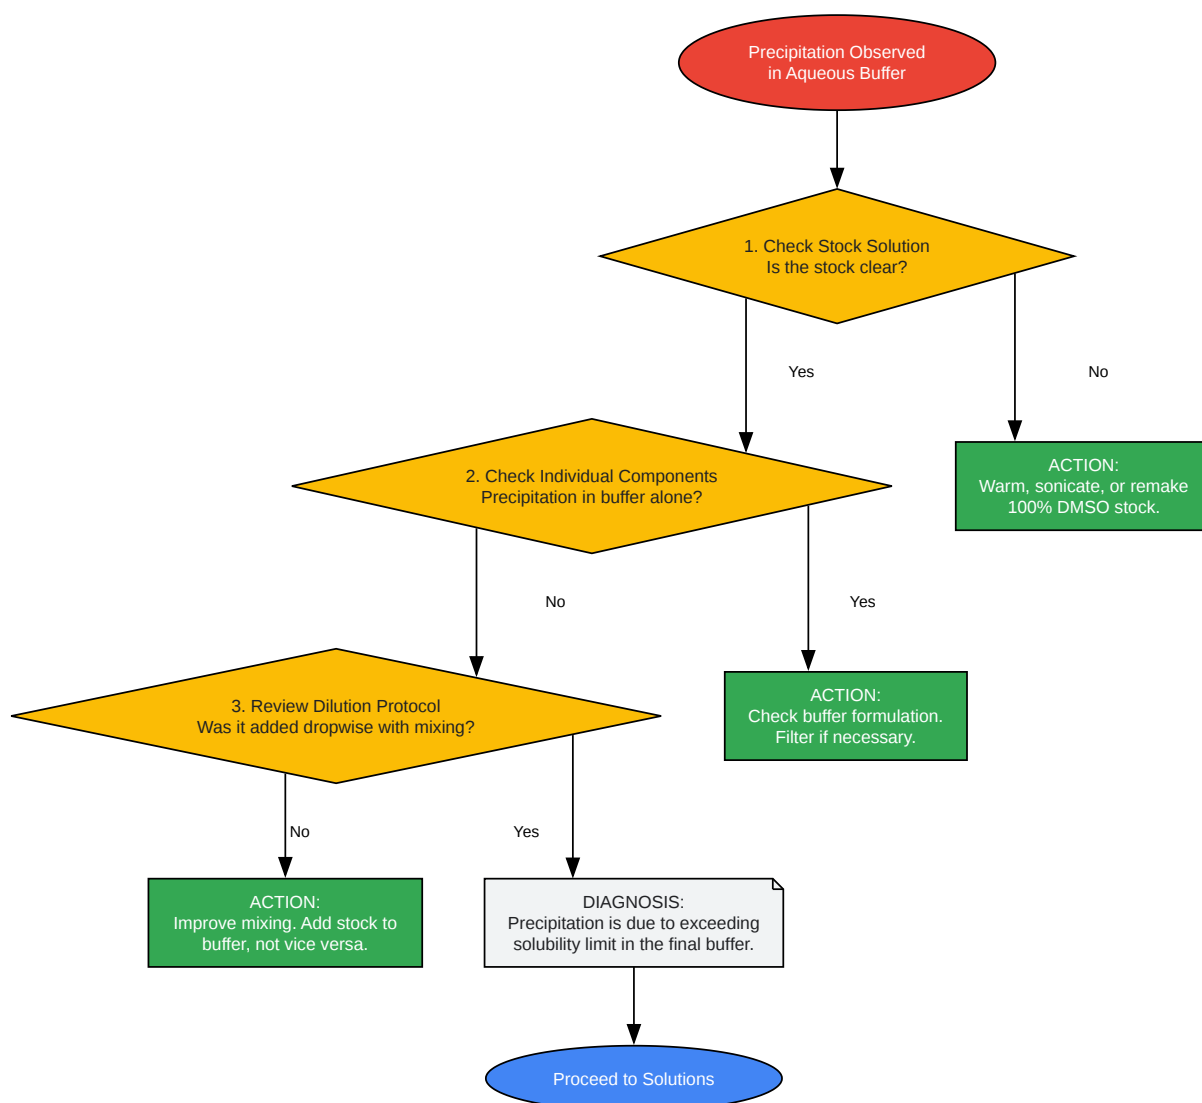 Precipitation Observed
in Aqueous Buffer
1. Check Stock Solution
Is the stock clear?
Yes
No
2. Check Individual Components
Precipitation in buffer alone?
ACTION:
Warm, sonicate, or remake
100% DMSO stock.
No
Yes
3. Review Dilution Protocol
Was it added dropwise with mixing?
ACTION:
Check buffer formulation.
Filter if necessary.
No
Yes
ACTION:
Improve mixing. Add stock to
buffer, not vice versa.
DIAGNOSIS:
Precipitation is due to exceeding
solubility limit in the final buffer.
Proceed to Solutions